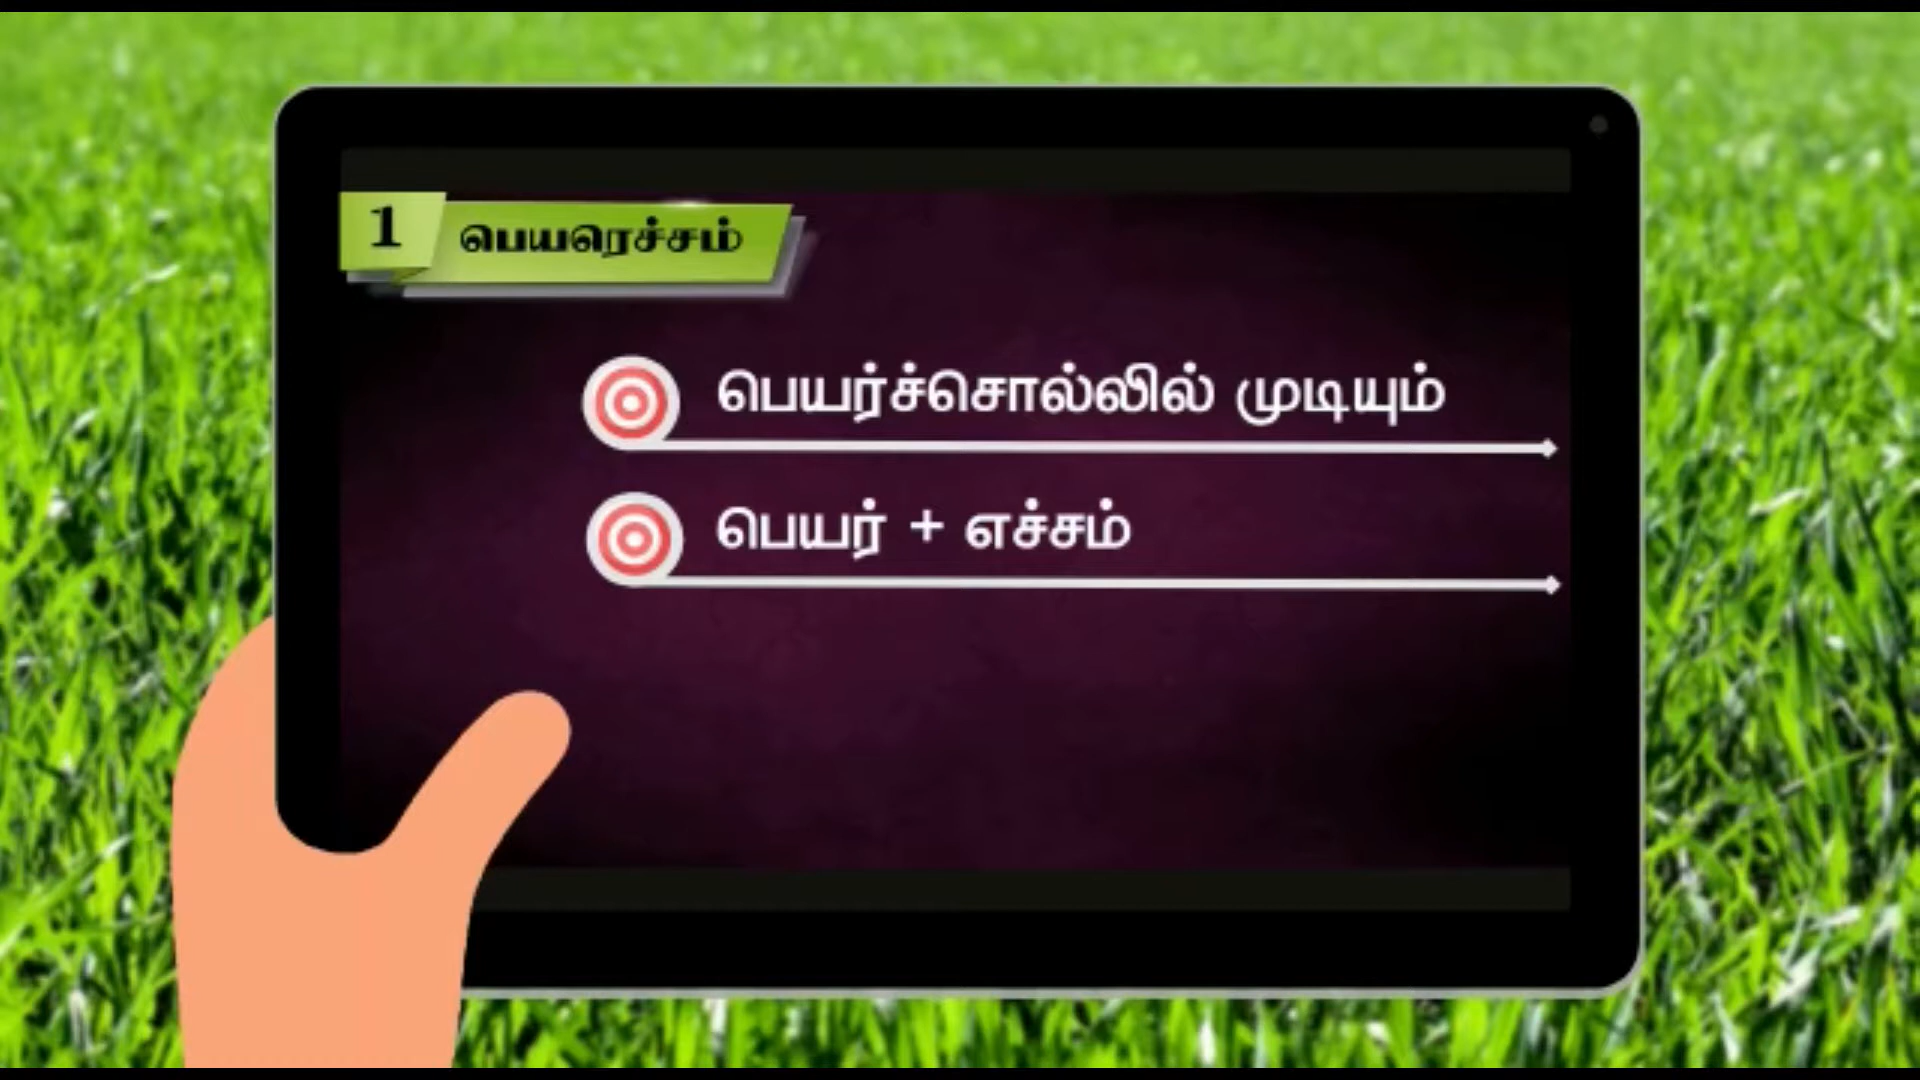 1 பெயரெச்சம்
பெயர்ச்சொல்லில் முடியும்
பெயர் + எச்சம்